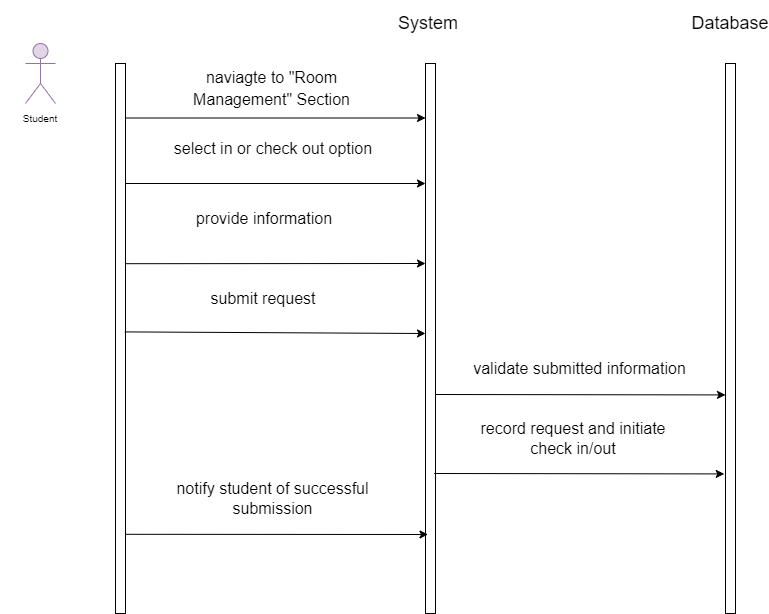 System
Database
Student
naviagte to "Room
Management" Section
select in or check out option
provide information
submit request
validate submitted information
record request and initiate
check in/out
notify student of successful
submission